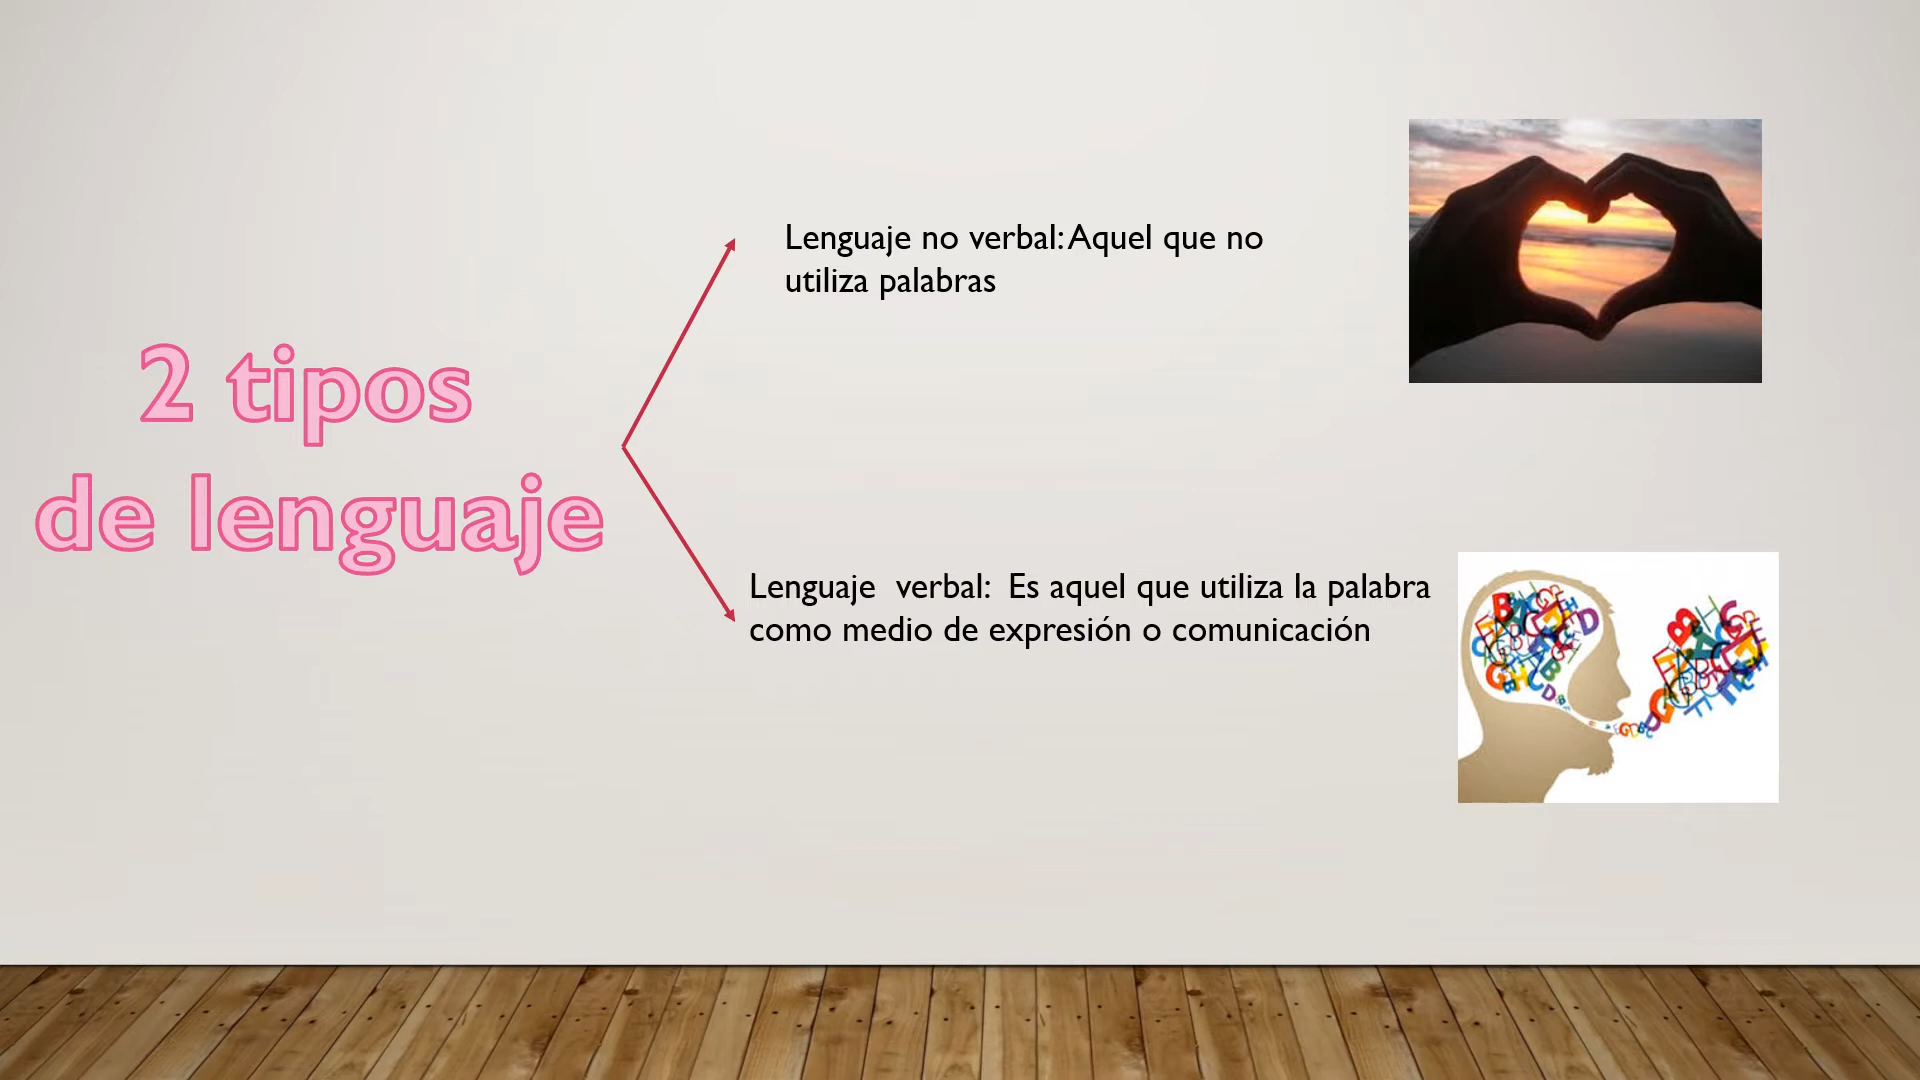 2 tipos
de lenguaje
Lenguaje no verbal: Aquel que no
utiliza palabras
Lenguaje verbal: Es aquel que utiliza la palabra
como medio de expresión o comunicación